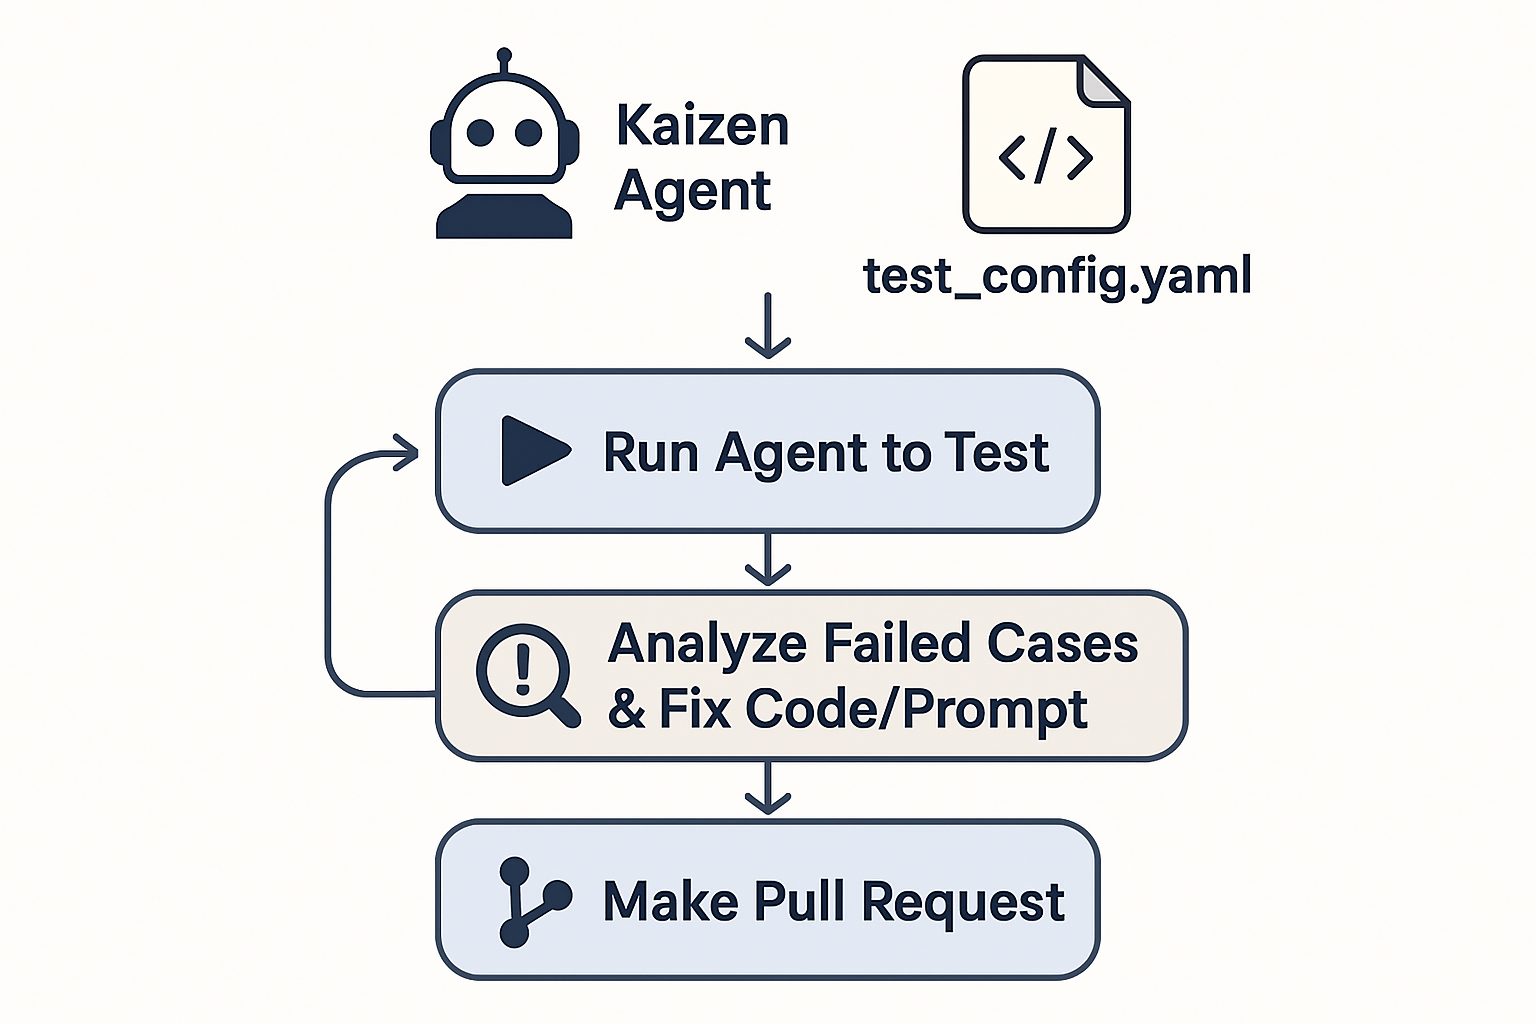 Kaizen
Agent
</>
test_config.yaml
Run Agent to Test
Analyze Failed Cases
& Fix Code/Prompt
Make Pull Request